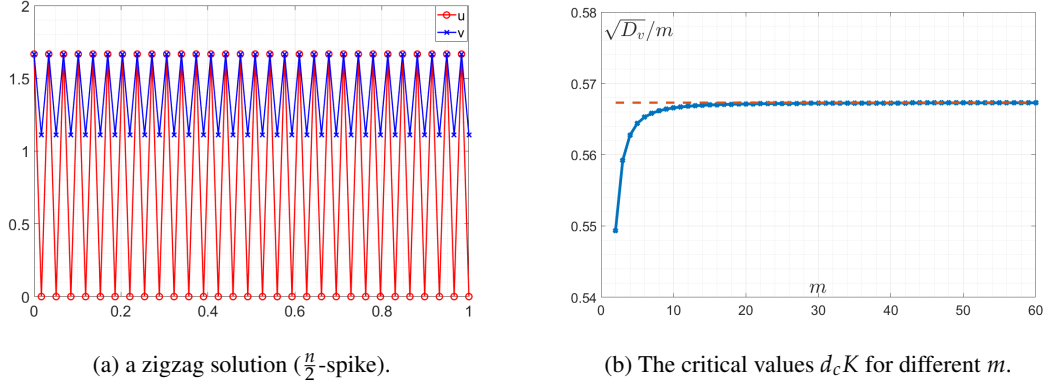 2
1.5
1
0.5
0
0 0.2 0.4 0.6 0.8 1
u
v
0.58
0.57
0.56
0.55
0.54
√D_v/m
m
0 10 20 30 40 50 60
(a) a zigzag solution (n/2-spike).
(b) The critical values d_cK for different m.